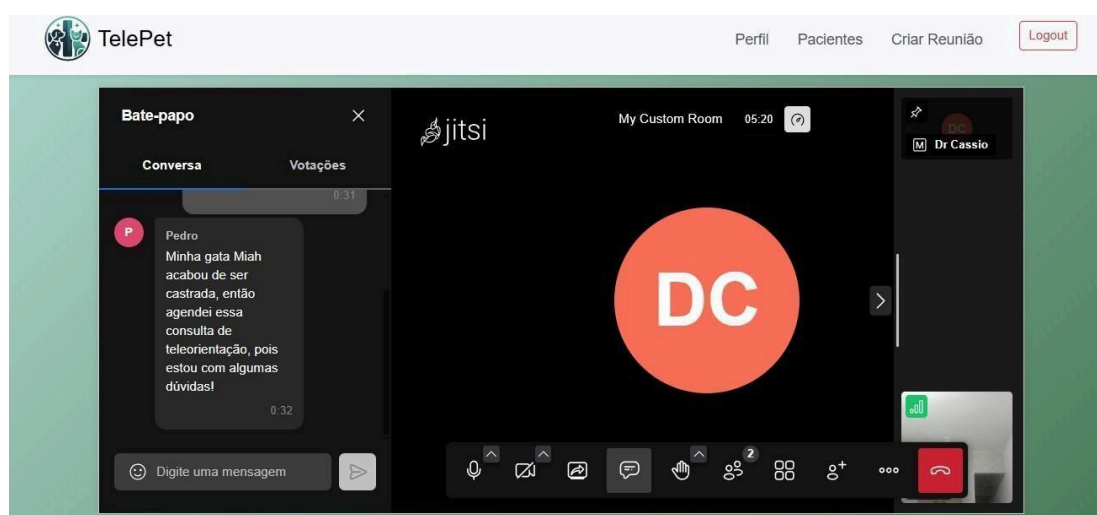 TelePet
Perfil Pacientes Criar Reunião Logout
Bate-papo
Conversa Votações
0:31
P
Pedro
Minha gata Miah
acabou de ser
castrada, então
agendei essa
consulta de
teleorientação, pois
estou com algumas
dúvidas!
0:32
Digite uma mensagem
jitsi
My Custom Room 05:20
DC
DC
M Dr Cassio
2